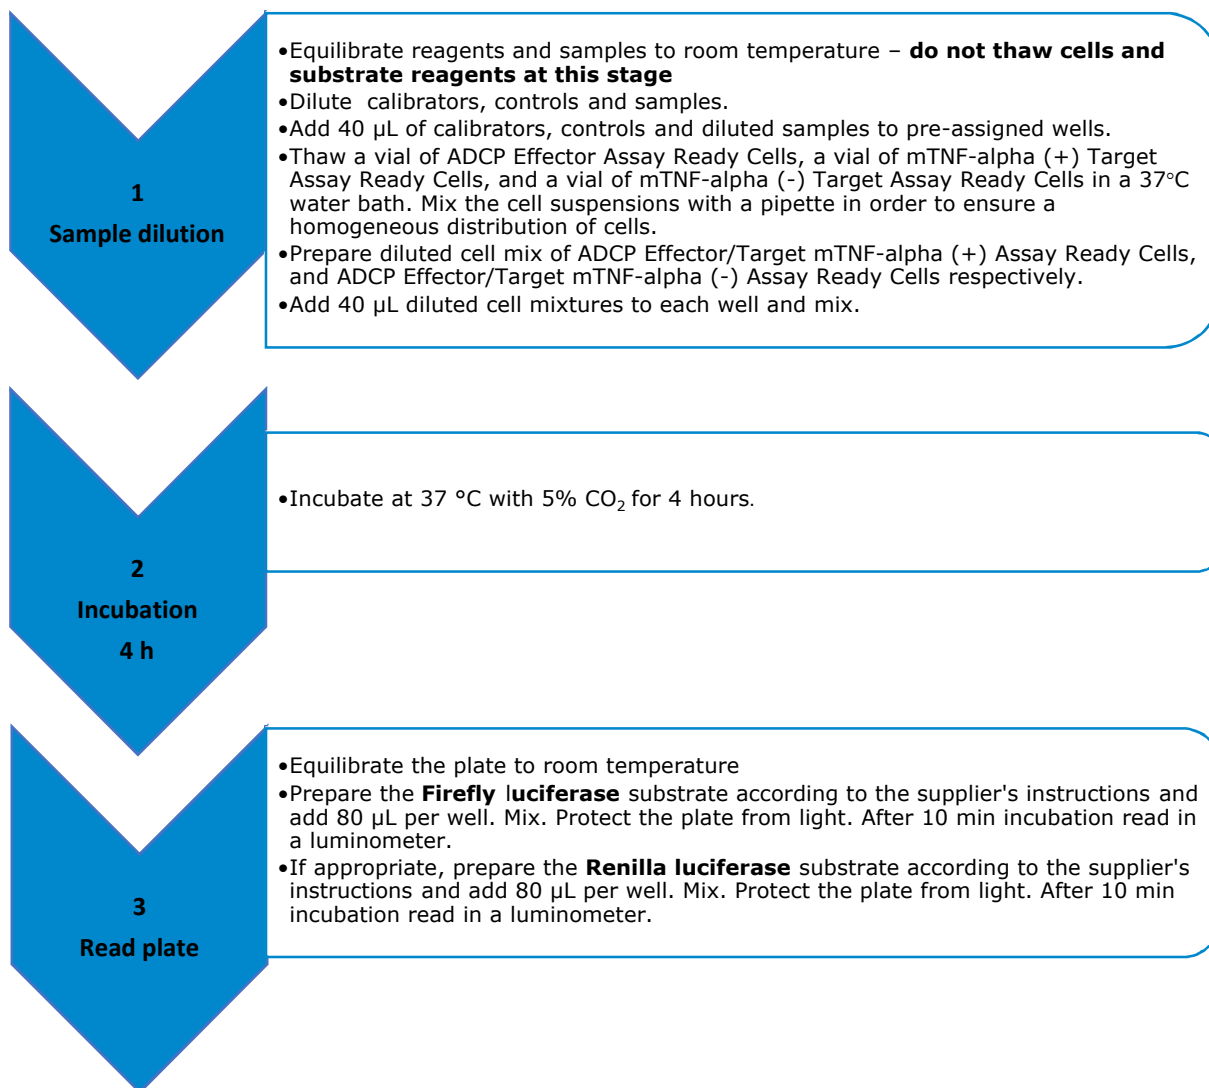 •Equilibrate reagents and samples to room temperature – do not thaw cells and
substrate reagents at this stage
•Dilute  calibrators, controls and samples.
•Add 40 µL of calibrators, controls and diluted samples to pre-assigned wells.
•Thaw a vial of ADCP Effector Assay Ready Cells, a vial of mTNF-alpha (+) Target
Assay Ready Cells, and a vial of mTNF-alpha (-) Target Assay Ready Cells in a 37°C
water bath. Mix the cell suspensions with a pipette in order to ensure a
homogeneous distribution of cells.
•Prepare diluted cell mix of ADCP Effector/Target mTNF-alpha (+) Assay Ready Cells,
and ADCP Effector/Target mTNF-alpha (-) Assay Ready Cells respectively.
•Add 40 µL diluted cell mixtures to each well and mix.
1
Sample dilution
•Incubate at 37 °C with 5% CO₂ for 4 hours.
2
Incubation
4 h
•Equilibrate the plate to room temperature
•Prepare the Firefly luciferase substrate according to the supplier's instructions and
add 80 µL per well. Mix. Protect the plate from light. After 10 min incubation read in
a luminometer.
•If appropriate, prepare the Renilla luciferase substrate according to the supplier's
instructions and add 80 µL per well. Mix. Protect the plate from light. After 10 min
incubation read in a luminometer.
3
Read plate